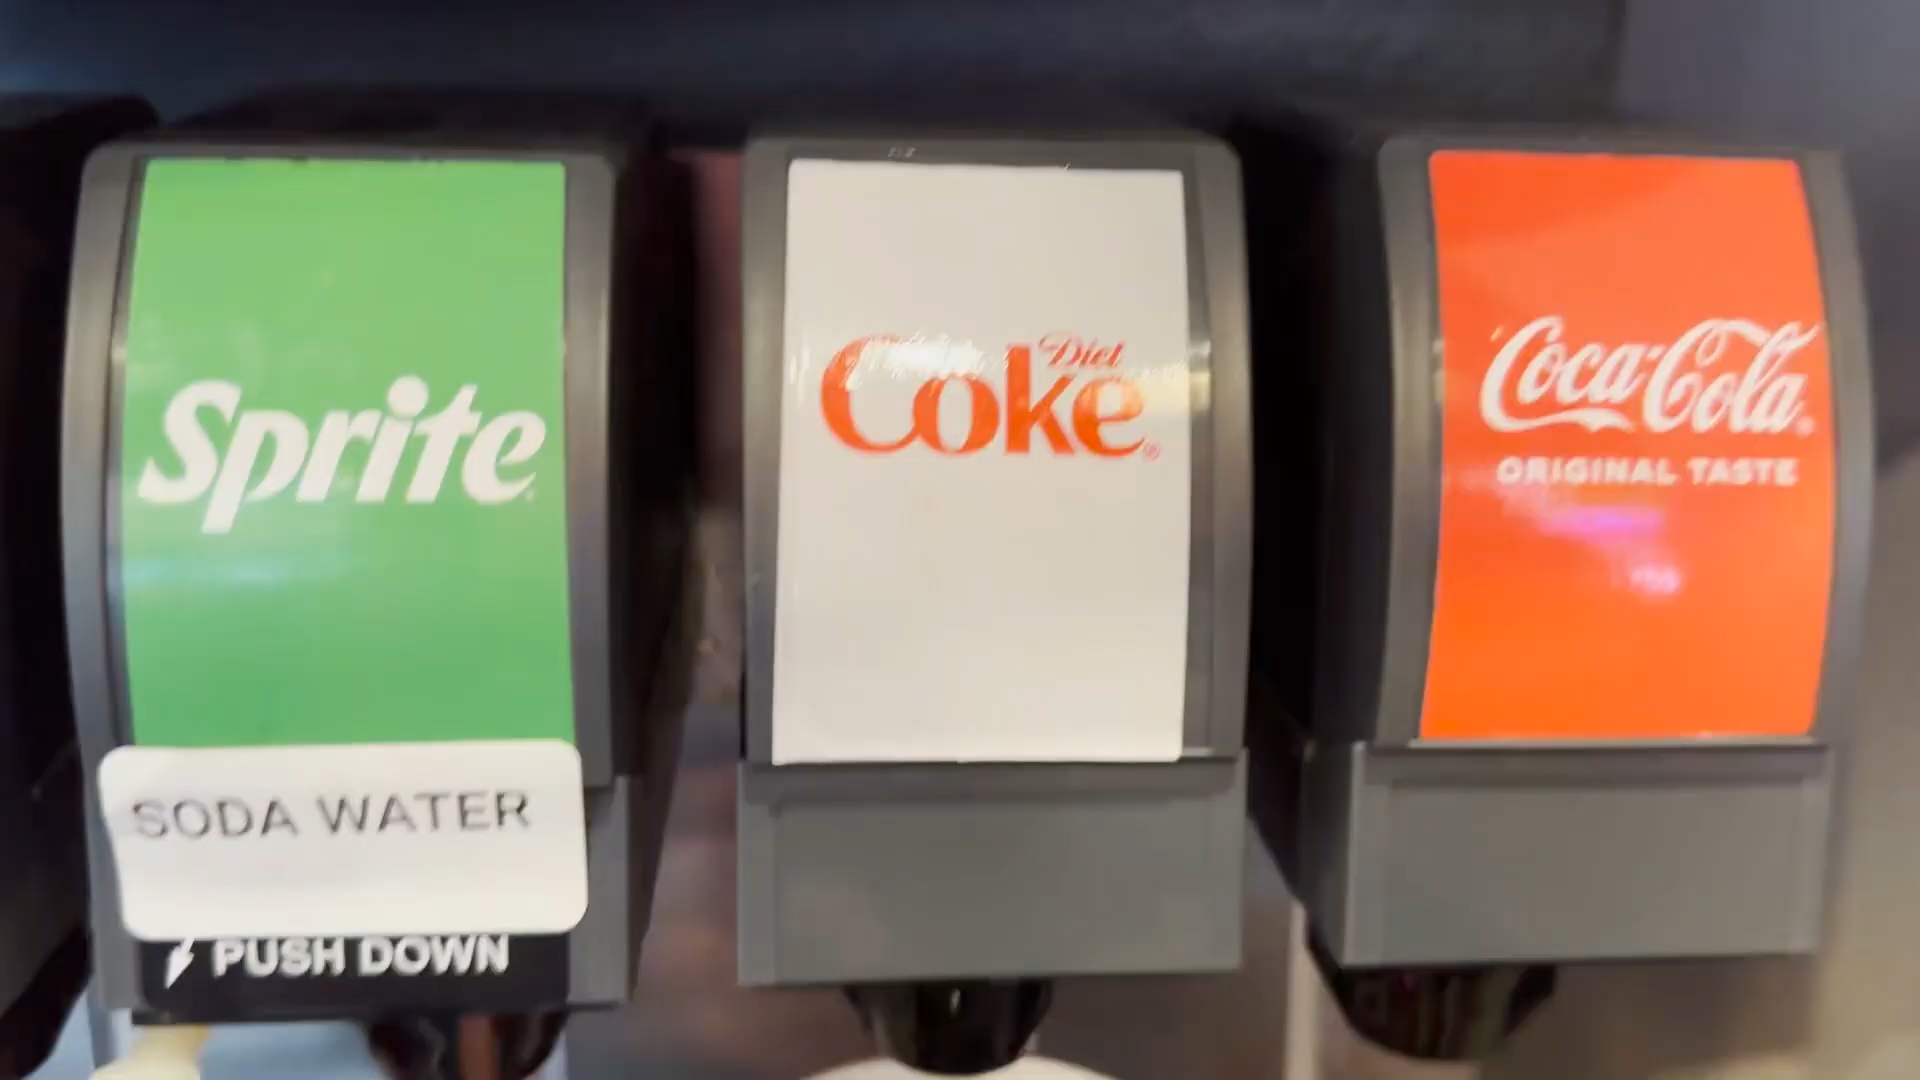 Sprite
SODA WATER
PUSH DOWN
Diet
Coke®
Coca-Cola®
ORIGINAL TASTE